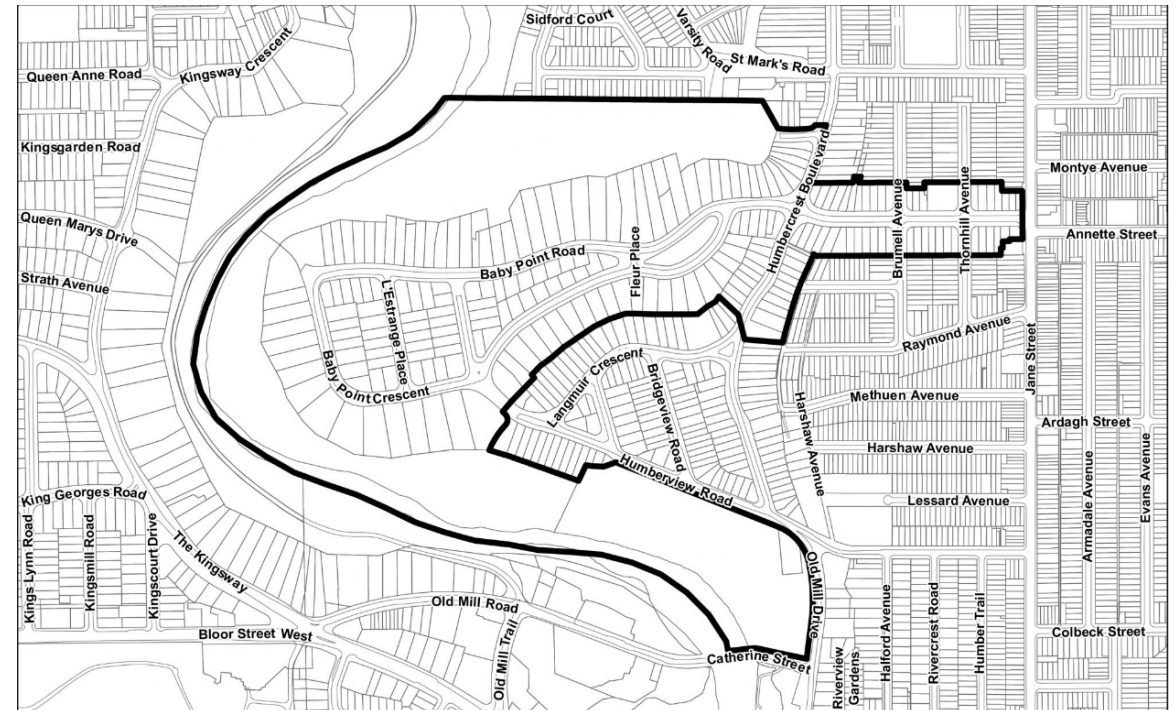 Sidford Court
Varsity Road
St Mark's Road
Queen Anne Road
Kingsway Crescent
Kingsgarden Road
Humbercrest Boulevard
Montye Avenue
Queen Marys Drive
Brumell Avenue
Thornhill Avenue
Annette Street
Baby Point Road
Fleur Place
Strath Avenue
L'Estrange Place
Raymond Avenue
Jane Street
Baby Point Crescent
Langmuir Crescent
Bridgeview Road
Methuen Avenue
Harshaw Avenue
Ardagh Street
Harshaw Avenue
Humberview Road
King Georges Road
Lessard Avenue
Armadale Avenue
Evans Avenue
Kings Lynn Road
Kingsmill Road
Kingscourt Drive
The Kingsway
Old Mill Drive
Old Mill Road
Halford Avenue
Rivercrest Road
Humber Trail
Bloor Street West
Old Mill Trail
Colbeck Street
Catherine Street
Riverview
Gardens